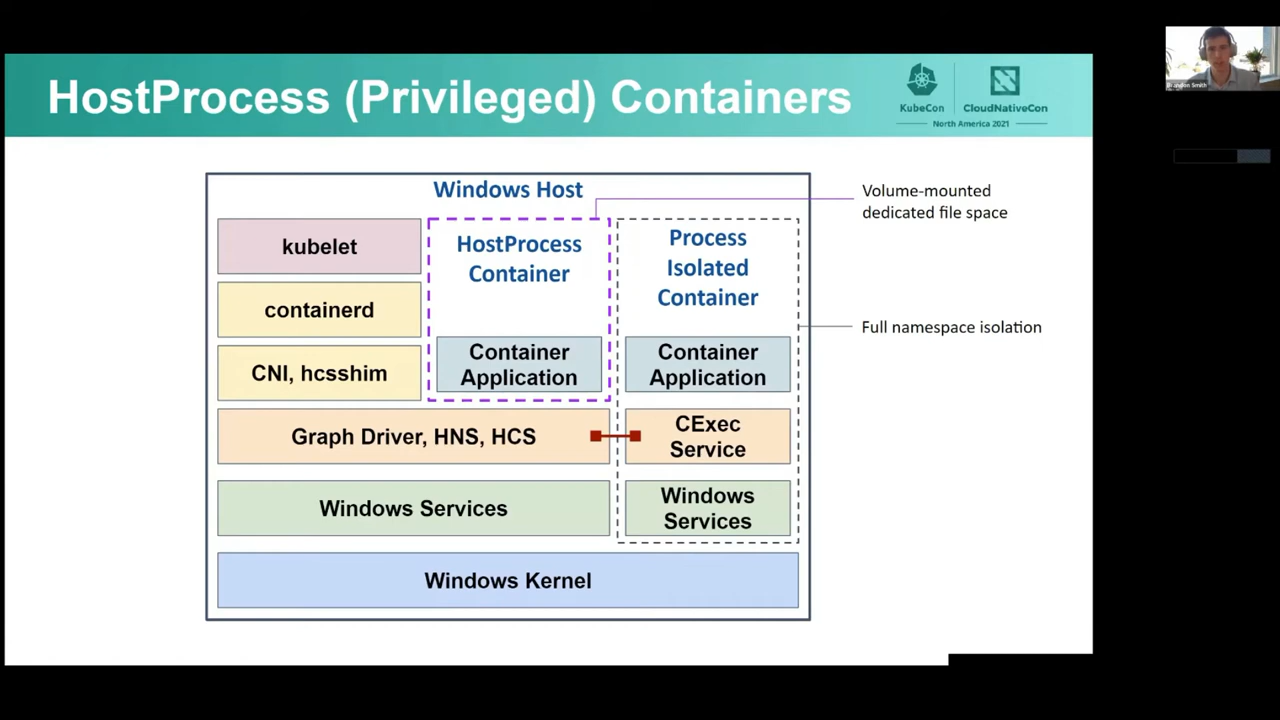 HostProcess (Privileged) Containers
KubeCon
CloudNativeCon
North America 2021
Brandon Smith
Windows Host
Volume-mounted
dedicated file space
kubelet
containerd
CNI, hcsshim
HostProcess
Container
Container
Application
Process
Isolated
Container
Container
Application
Full namespace isolation
Graph Driver, HNS, HCS
CExec
Service
Windows Services
Windows
Services
Windows Kernel